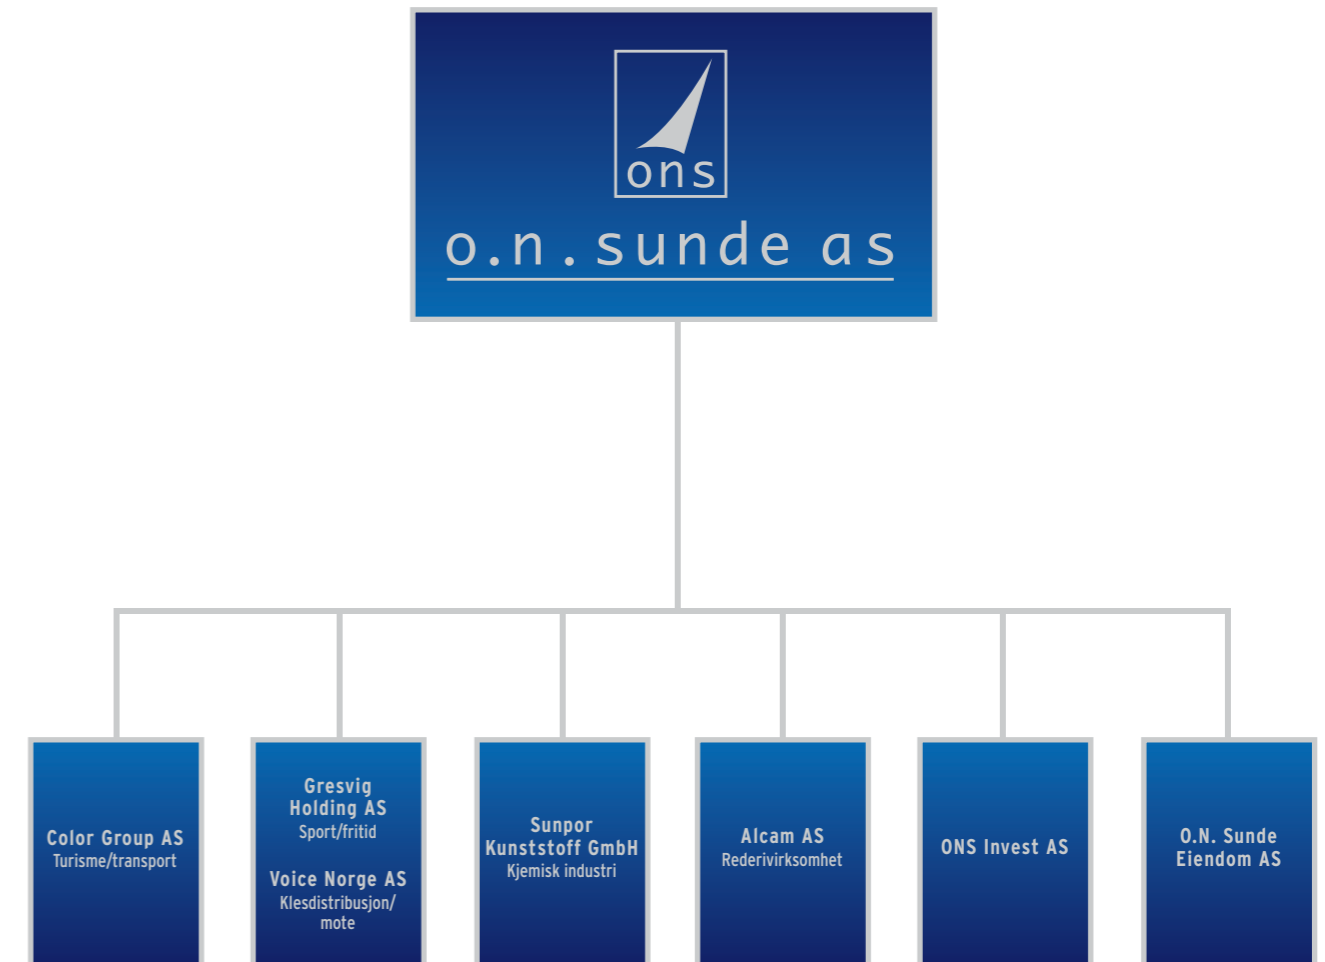 ons
o.n.sunde as
Color Group AS
Turisme/transport
Gresvig
Holding AS
Sport/fritid
Voice Norge AS
Klesdistribusjon/
mote
Sunpor
Kunststoff GmbH
Kjemisk industri
Alcam AS
Rederivirksomhet
ONS Invest AS
O.N. Sunde
Eiendom AS